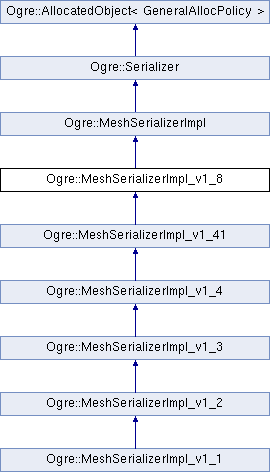 Ogre::AllocatedObject< GeneralAllocPolicy >
Ogre::Serializer
Ogre::MeshSerializerImpl
Ogre::MeshSerializerImpl_v1_8
Ogre::MeshSerializerImpl_v1_41
Ogre::MeshSerializerImpl_v1_4
Ogre::MeshSerializerImpl_v1_3
Ogre::MeshSerializerImpl_v1_2
Ogre::MeshSerializerImpl_v1_1